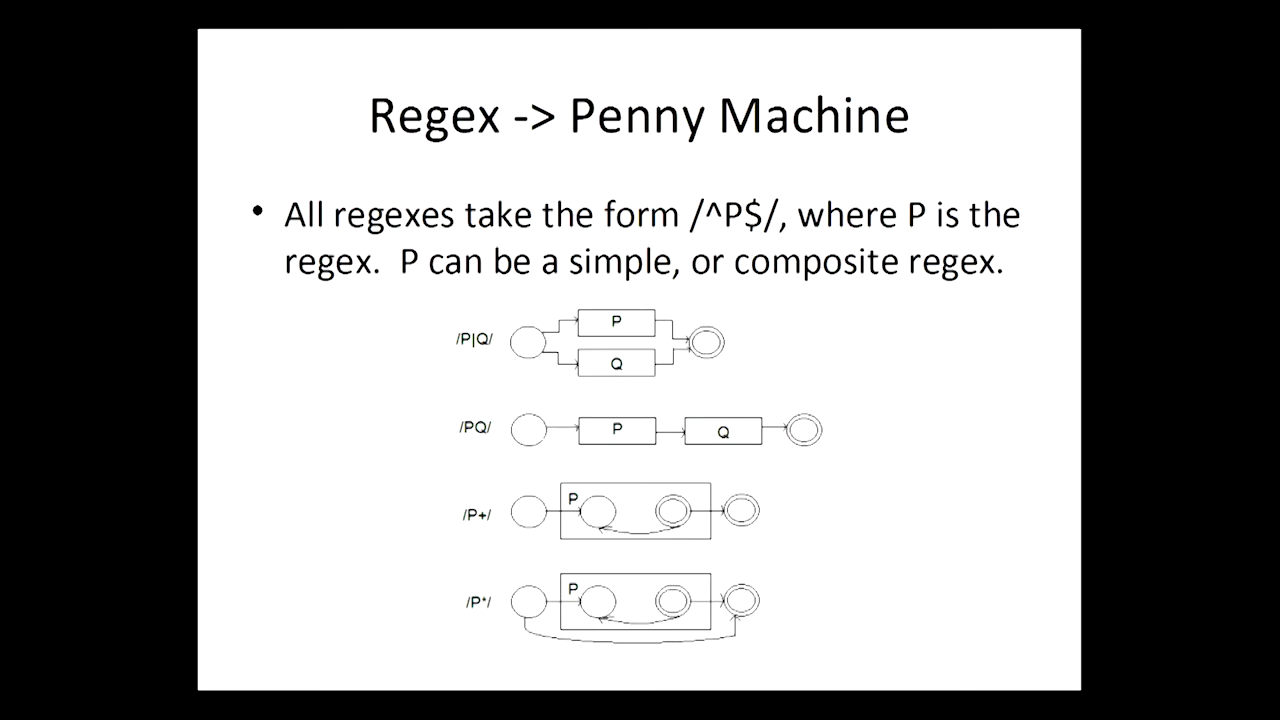 Regex -> Penny Machine
• All regexes take the form /^P$/, where P is the
regex. P can be a simple, or composite regex.
/P|Q/
P
Q
/PQ/
P
Q
/P+/
P
/P*/
P